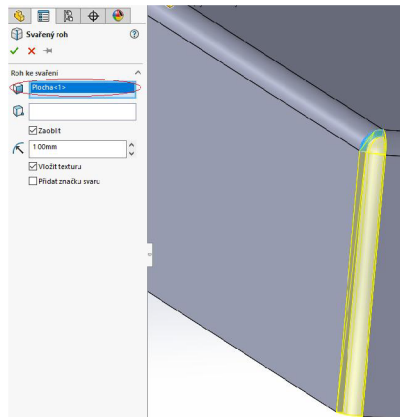 Svařený roh
Roh ke svaření
Plocha<1>
Zaoblit
1.00mm
Vložit texturu
Přidat značku svaru